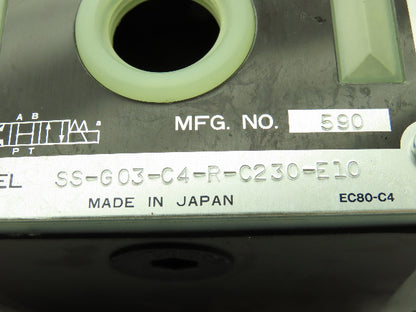 A B
a
P T
MFG. NO. 590
EL SS-G03-C4-R-C230-E10
MADE IN JAPAN EC80-C4